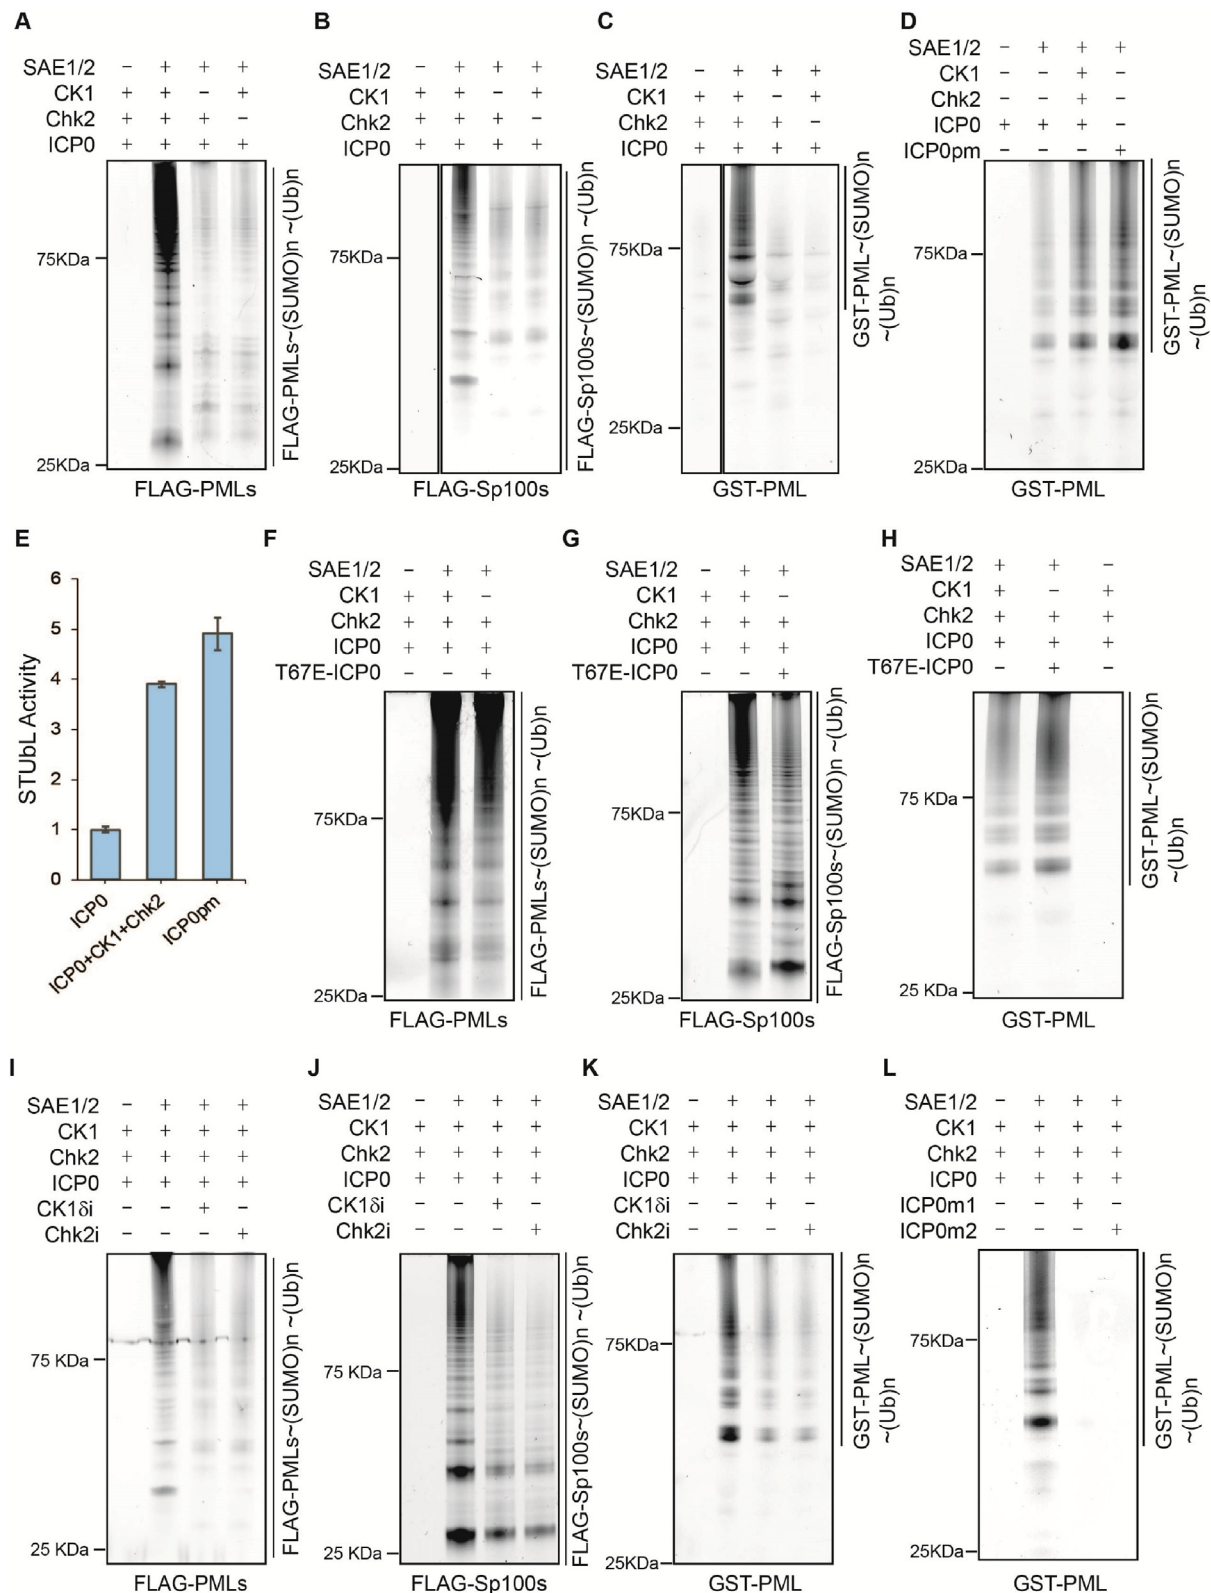 A
SAE1/2 – + + +
CK1 + + – +
Chk2 + + + –
ICP0 + + + +
75KDa
25KDa
FLAG-PMLs~(SUMO)n ~(Ub)n
FLAG-PMLs
B
SAE1/2 – + + +
CK1 + + – +
Chk2 + + + –
ICP0 + + + +
75KDa
25KDa
FLAG-Sp100s~(SUMO)n ~(Ub)n
FLAG-Sp100s
C
SAE1/2 – + + +
CK1 + + – +
Chk2 + + + –
ICP0 + + + +
75KDa
25KDa
GST-PML~(SUMO)n
~(Ub)n
GST-PML
D
SAE1/2 – + + +
CK1 – – + –
Chk2 – – + –
ICP0 + + + –
ICP0pm – – – +
75KDa
25KDa
GST-PML~(SUMO)n
~(Ub)n
GST-PML
E
STUbL Activity
6
5
4
3
2
1
0
ICP0
ICP0+CK1+Chk2
ICP0pm
F
SAE1/2 – + +
CK1 + + –
Chk2 + + +
ICP0 + + +
T67E-ICP0 – – +
75KDa
25KDa
FLAG-PMLs~(SUMO)n ~(Ub)n
FLAG-PMLs
G
SAE1/2 – + +
CK1 + + –
Chk2 + + +
ICP0 + + +
T67E-ICP0 – – +
75KDa
25KDa
FLAG-Sp100s~(SUMO)n ~(Ub)n
FLAG-Sp100s
H
SAE1/2 + + –
CK1 + – +
Chk2 + + +
ICP0 + + +
T67E-ICP0 – + –
75 KDa
25 KDa
GST-PML~(SUMO)n
~(Ub)n
GST-PML
I
SAE1/2 – + + +
CK1 + + + +
Chk2 + + + +
ICP0 + + + +
CK1δi – – + –
Chk2i – – – +
75 KDa
25 KDa
FLAG-PMLs~(SUMO)n ~(Ub)n
FLAG-PMLs
J
SAE1/2 – + + +
CK1 + + + +
Chk2 + + + +
ICP0 + + + +
CK1δi – – + –
Chk2i – – – +
75 KDa
25 KDa
FLAG-Sp100s~(SUMO)n ~(Ub)n
FLAG-Sp100s
K
SAE1/2 – + + +
CK1 + + + +
Chk2 + + + +
ICP0 + + + +
CK1δi – – + –
Chk2i – – – +
75KDa
25KDa
GST-PML~(SUMO)n
~(Ub)n
GST-PML
L
SAE1/2 – + + +
CK1 + + + +
Chk2 + + + +
ICP0 + + + +
ICP0m1 – – + –
ICP0m2 – – – +
75KDa
25KDa
GST-PML~(SUMO)n
~(Ub)n
GST-PML